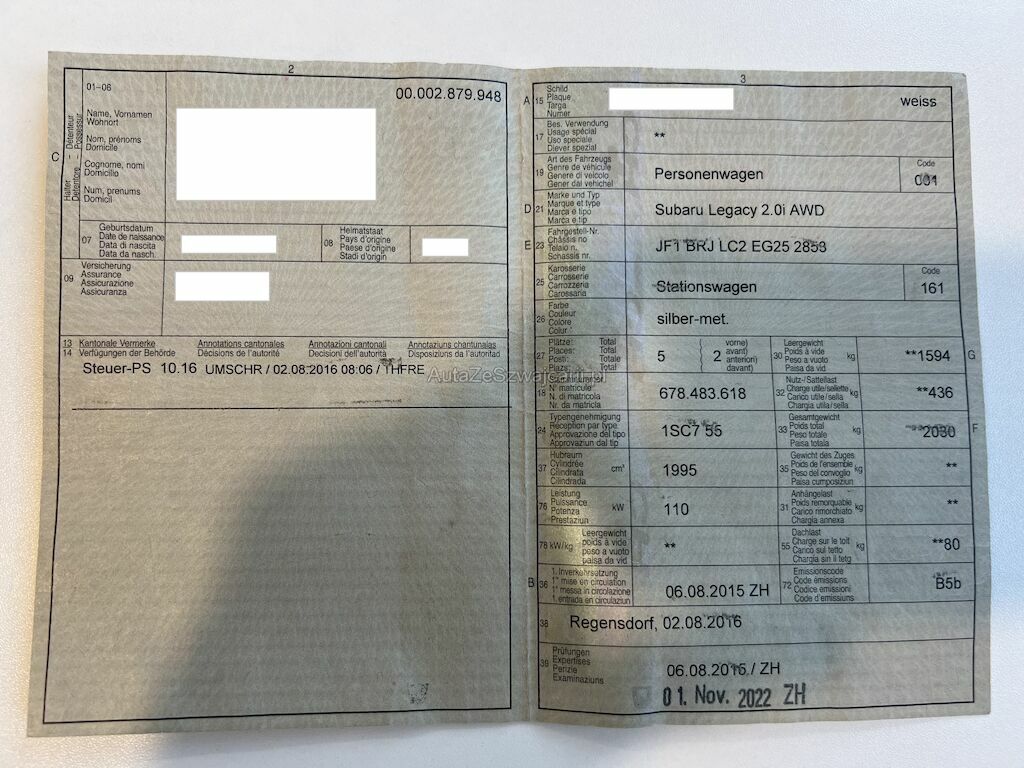 2
01–06
00.002.879.948
C
Halter Détenteur
Detentore Possessur
Name, Vornamen
Wohnort
Nom, prénoms
Domicile
Cognome, nomi
Domicilio
Num, prenums
Domicil
07
Geburtsdatum
Date de naissance
Data di nascita
Data da nasch.
08
Heimatstaat
Pays d'origine
Paese d'origine
Stadi d'origin
09
Versicherung
Assurance
Assicurazione
Assicuranza
13 Kantonale Vermerke Annotations cantonales Annotazioni cantonali Annotaziuns chantunalas
14 Verfügungen der Behörde Décisions de l'autorité Decisioni dell'autorità Disposiziuns da l'autoritad
Steuer-PS 10.16 UMSCHR / 02.08.2016 08:06 / THFRE
AutaZeSzwajcarii.pl
3
A 15
Schild
Plaque
Targa
Numer
weiss
17
Bes. Verwendung
Usage spécial
Uso speciale
Diever spezial
**
19
Art des Fahrzeugs
Genre de véhicule
Genere di veicolo
Gener dal vehichel
Personenwagen
Code
001
D 21
Marke und Typ
Marque et type
Marca e tipo
Marca e tip
Subaru Legacy 2.0i AWD
E 23
Fahrgestell-Nr.
Châssis no
Telaio n.
Schassis nr.
JF1 BRJ LC2 EG25 2853
25
Karosserie
Carrosserie
Carrozzeria
Carossaria
Stationswagen
Code
161
26
Farbe
Couleur
Colore
Colur
silber-met.
27
Plätze: Total
Places: Total
Posti: Totale
Plazs: Total
5 2
vorne)
avant)
anteriori)
davant)
30
Leergewicht
Poids à vide
Peso a vuoto
Paisa da vid
kg
**1594
G
18
Stammnummer
N° matricule
N. di matricola
Nr. da matricla
678.483.618
32
Nutz-/Sattellast
Charge utile/sellette
Carico utile/sella
Chargia utila/sella
kg
**436
24
Typengenehmigung
Réception par type
Approvazione del tipo
Approvaziun dal tip
1SC7 55
33
Gesamtgewicht
Poids total
Peso totale
Paisa totala
kg
**2030
F
37
Hubraum
Cylindrée
Cilindrata
Cilindrada
cm³
1995
35
Gewicht des Zuges
Poids de l'ensemble
Peso del convoglio
Paisa cumposiziun
kg
**
76
Leistung
Puissance
Potenza
Prestaziun
kW
110
31
Anhängelast
Poids remorquable
Carico rimorchiato
Chargia annexa
kg
**
78 kW/kg
Leergewicht
poids à vide
peso a vuoto
paisa da vid
**
55
Dachlast
Charge sur le toit
Carico sul tetto
Chargia sin il tetg
kg
**80
B 36
1. Inverkehrsetzung
1re mise en circulation
1a messa in circolazione
1. entrada en circulaziun
06.08.2015 ZH
72
Emissionscode
Code émissions
Codice emissioni
Code d'emissiuns
B5b
38
Regensdorf, 02.08.2016
39
Prüfungen
Expertises
Perizie
Examinaziuns
06.08.2015 / ZH
01. Nov. 2022 ZH